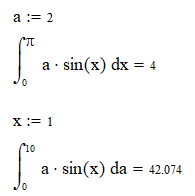 a := 2
∫₀^π a · sin(x) dx = 4
x := 1
∫₀^10 a · sin(x) da = 42.074